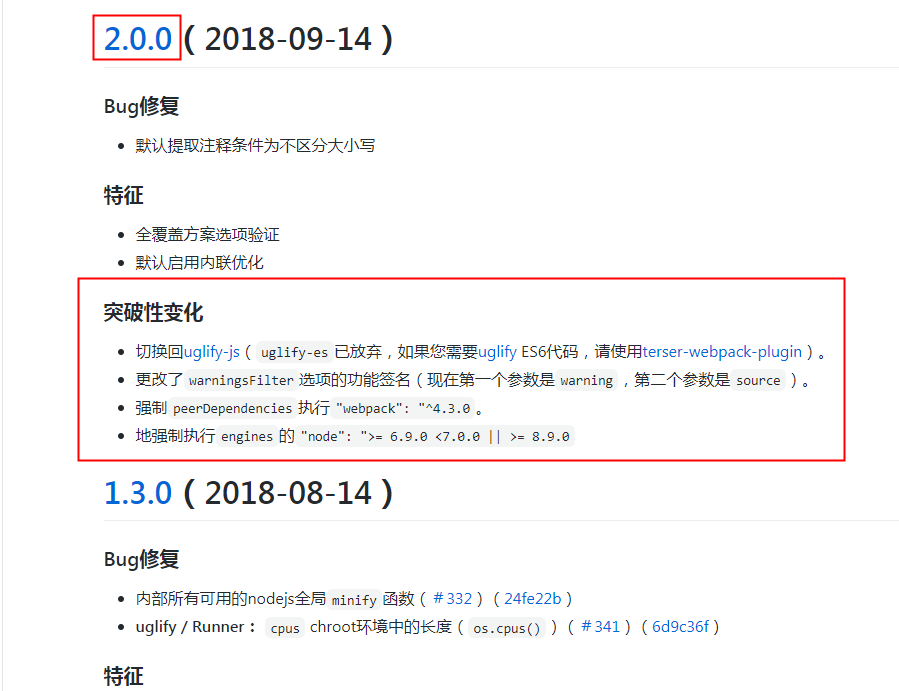 2.0.0 ( 2018-09-14 )
Bug修复
• 默认提取注释条件为不区分大小写
特征
• 全覆盖方案选项验证
• 默认启用内联优化
突破性变化
• 切换回uglify-js ( uglify-es 已放弃，如果您需要uglify ES6代码，请使用terser-webpack-plugin ) 。
• 更改了 warningsFilter 选项的功能签名 ( 现在第一个参数是 warning ，第二个参数是 source ) 。
• 强制 peerDependencies 执行 "webpack": "^4.3.0 。
• 地强制执行 engines 的 "node": ">= 6.9.0 <7.0.0 || >= 8.9.0
1.3.0 ( 2018-08-14 )
Bug修复
• 内部所有可用的nodejs全局 minify 函数 ( ＃332 ) ( 24fe22b )
• uglify / Runner： cpus chroot环境中的长度 ( os.cpus() ) ( ＃341 ) ( 6d9c36f )
特征